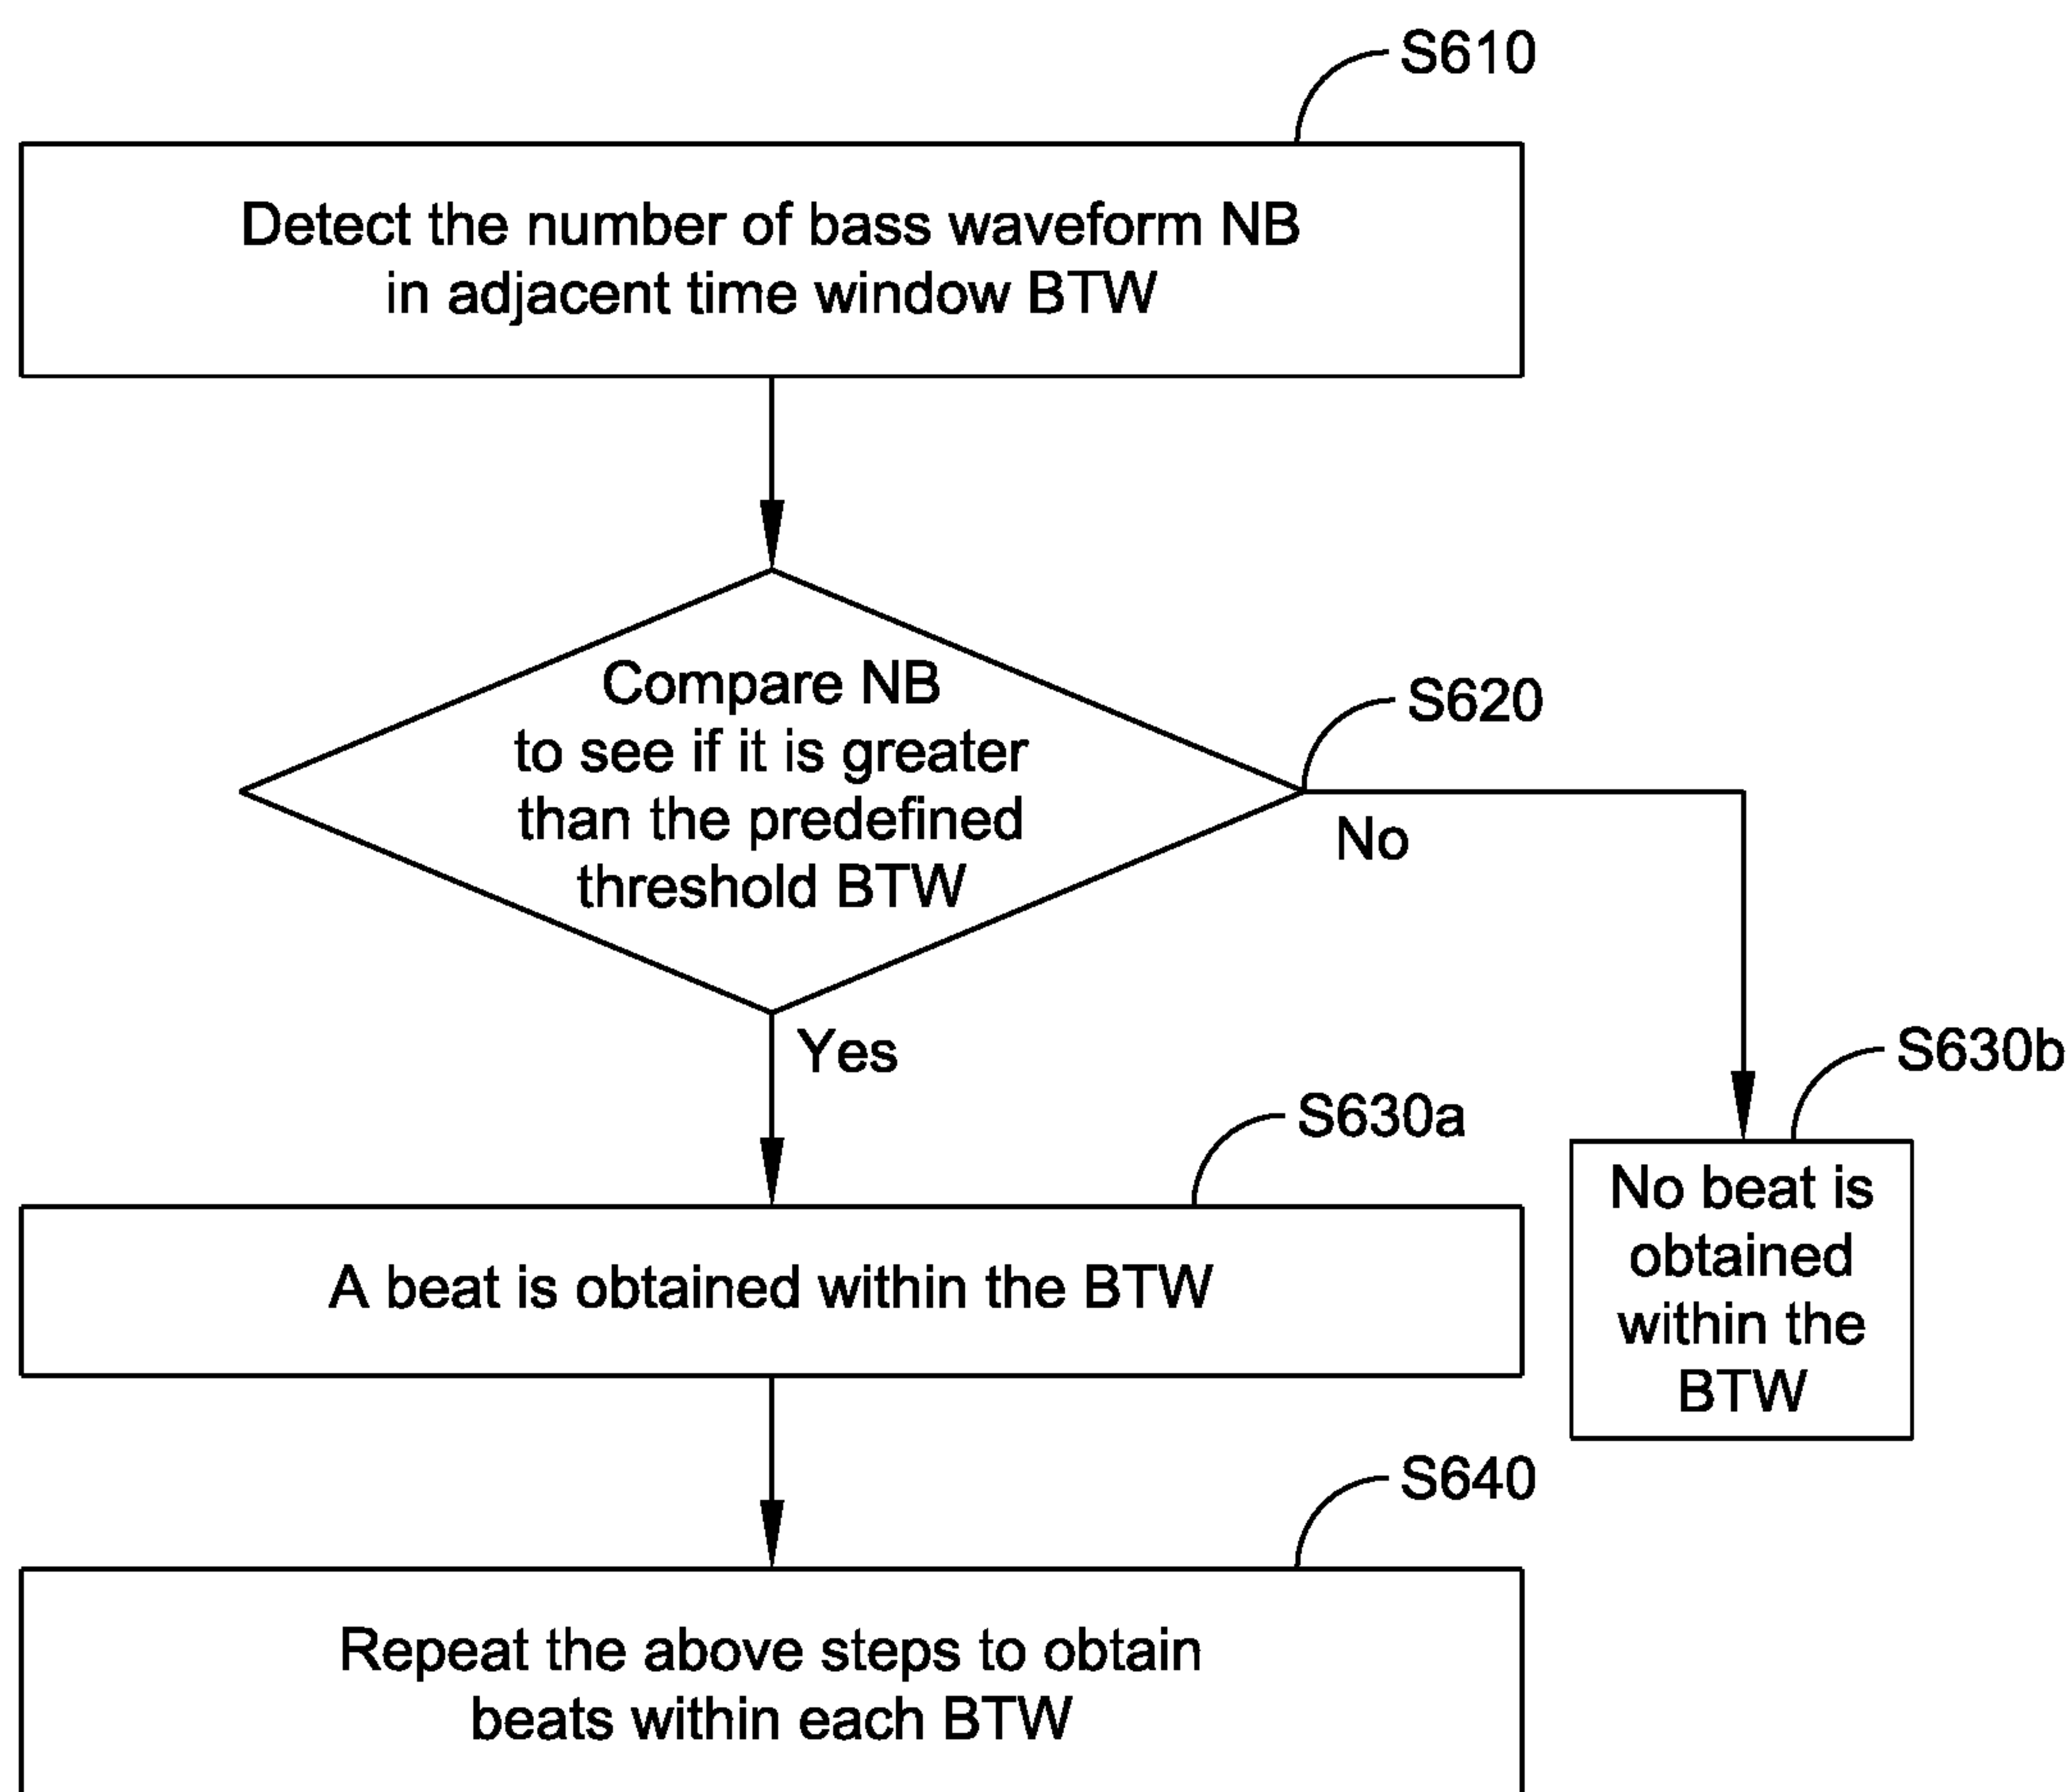 S610
Detect the number of bass waveform NB
in adjacent time window BTW
Compare NB
to see if it is greater
than the predefined
threshold BTW
S620
No
Yes
S630a
S630b
A beat is obtained within the BTW
No beat is
obtained
within the
BTW
S640
Repeat the above steps to obtain
beats within each BTW